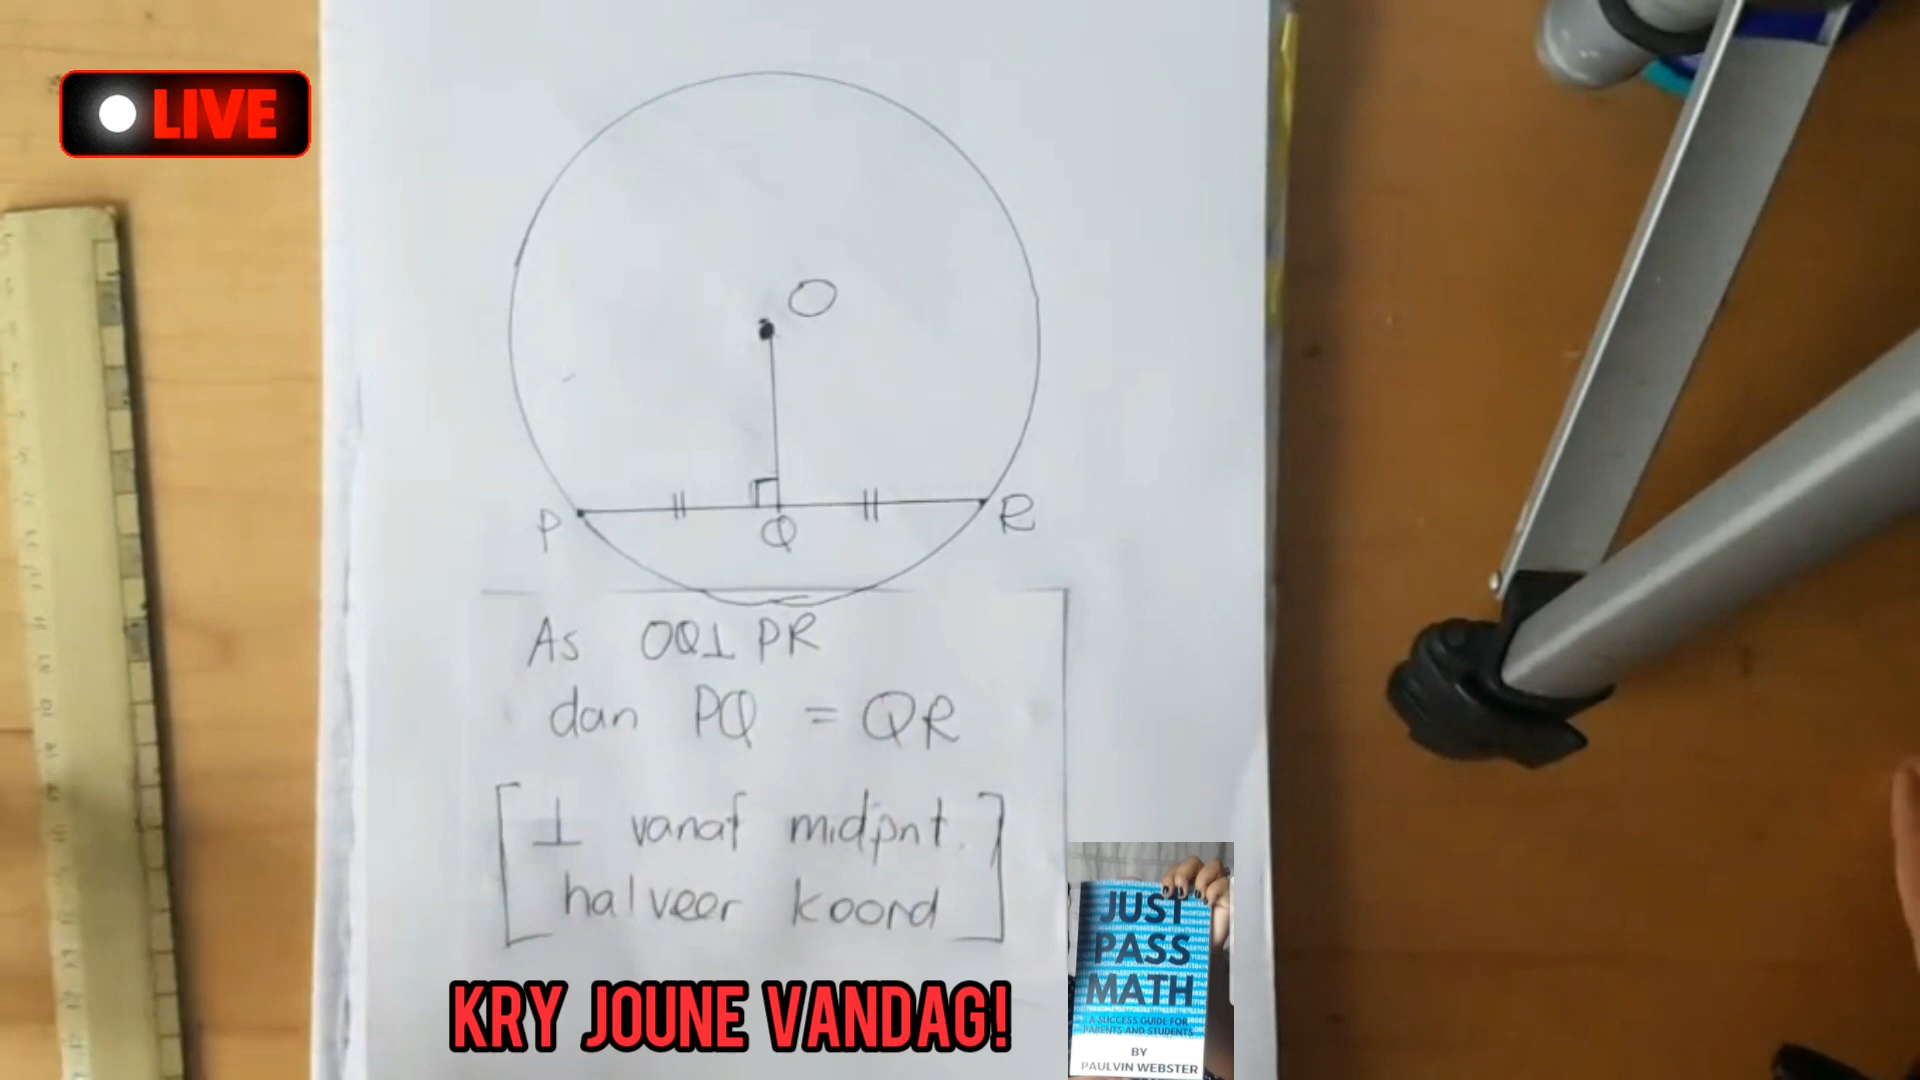 LIVE
O
P
Q
R
As OQ⊥PR
dan PQ = QR
[⊥ vanaf midpnt.
halveer koord]
KRY JOUNE VANDAG!
JUST
PASS
MATH
A SUCCESS GUIDE FOR
PARENTS AND STUDENTS
BY
PAULVIN WEBSTER